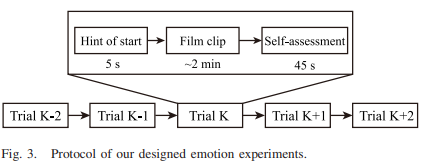 Hint of start Film clip Self-assessment
5 s ~2 min 45 s
Trial K-2 Trial K-1 Trial K Trial K+1 Trial K+2
Fig. 3. Protocol of our designed emotion experiments.